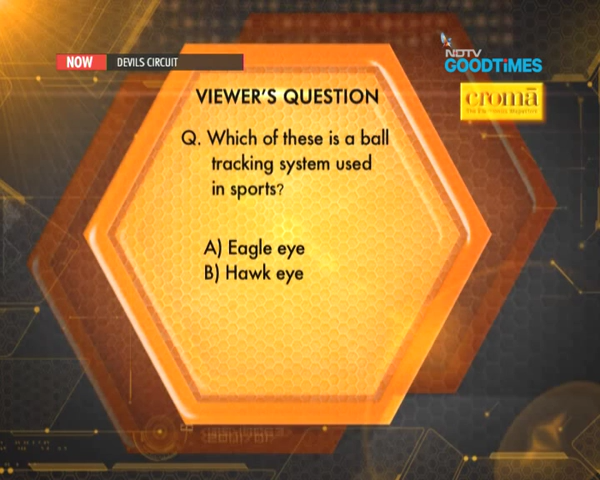 NOW DEVILS CIRCUIT
NDTV
GOODTiMES
cromā
VIEWER'S QUESTION
Q. Which of these is a ball
tracking system used
in sports?
A) Eagle eye
B) Hawk eye